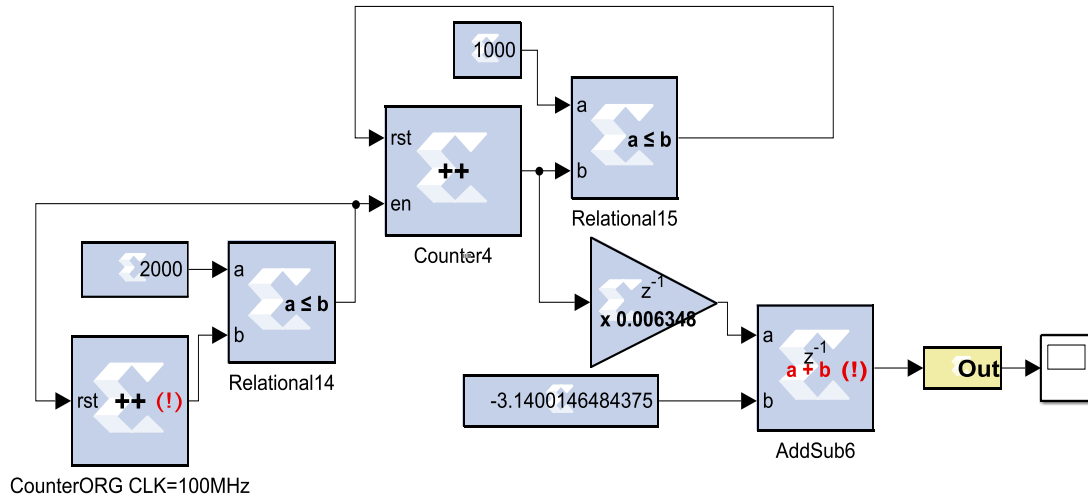 1000
a
a ≤ b
b
Relational15
rst
++
en
Counter4
2000
a
a ≤ b
b
Relational14
rst
++ (!)
CounterORG CLK=100MHz
z⁻¹
x 0.006348
-3.1400146484375
a
z⁻¹
a + b (!)
b
AddSub6
Out